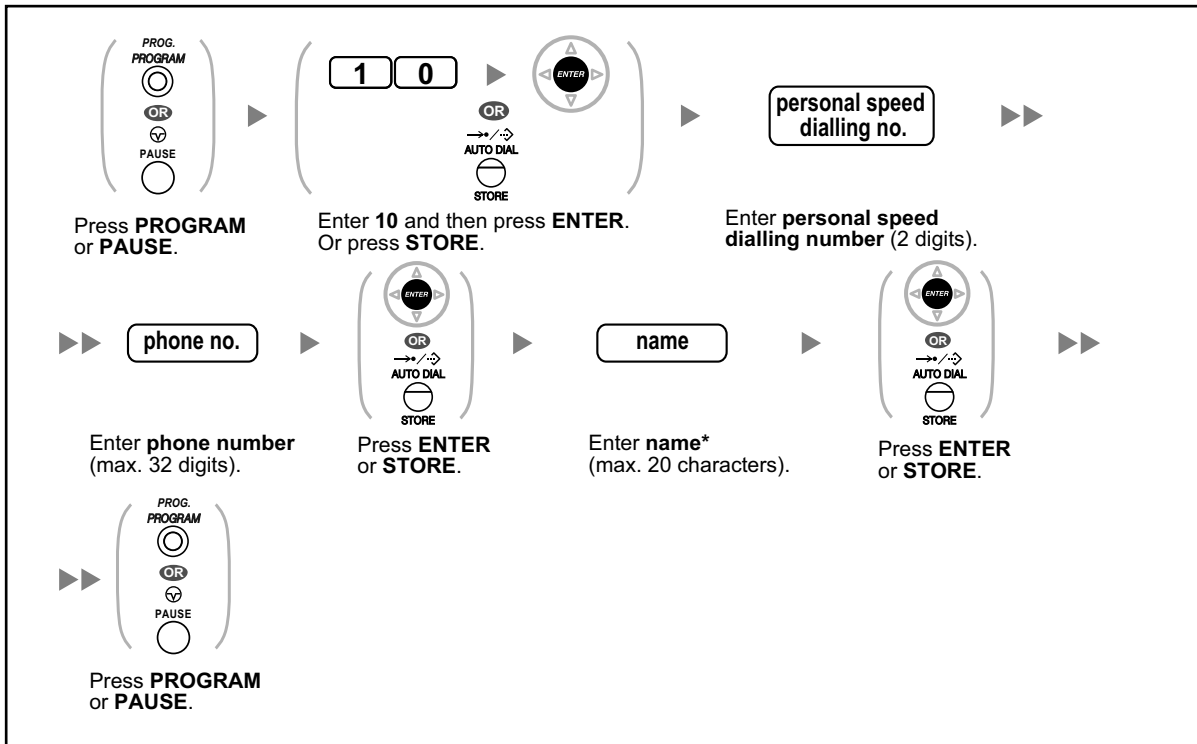 PROG.
PROGRAM
OR
PAUSE
Press PROGRAM
or PAUSE.
1 0
ENTER
OR
AUTO DIAL
STORE
Enter 10 and then press ENTER.
Or press STORE.
personal speed
dialling no.
Enter personal speed
dialling number (2 digits).
phone no.
Enter phone number
(max. 32 digits).
ENTER
OR
AUTO DIAL
STORE
Press ENTER
or STORE.
name
Enter name*
(max. 20 characters).
ENTER
OR
AUTO DIAL
STORE
Press ENTER
or STORE.
PROG.
PROGRAM
OR
PAUSE
Press PROGRAM
or PAUSE.